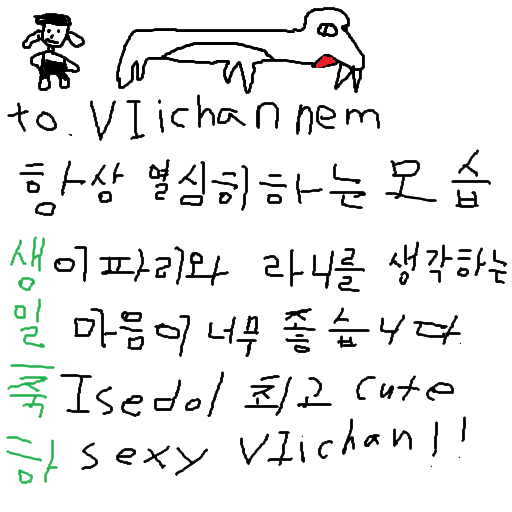 to. VIichan nem
항상 열심히 하는 모습
생 이파리와 라니를 생각하는
일 마음이 너무 좋습니다
축 Isedol 최고 cute
하 sexy VIichan!!